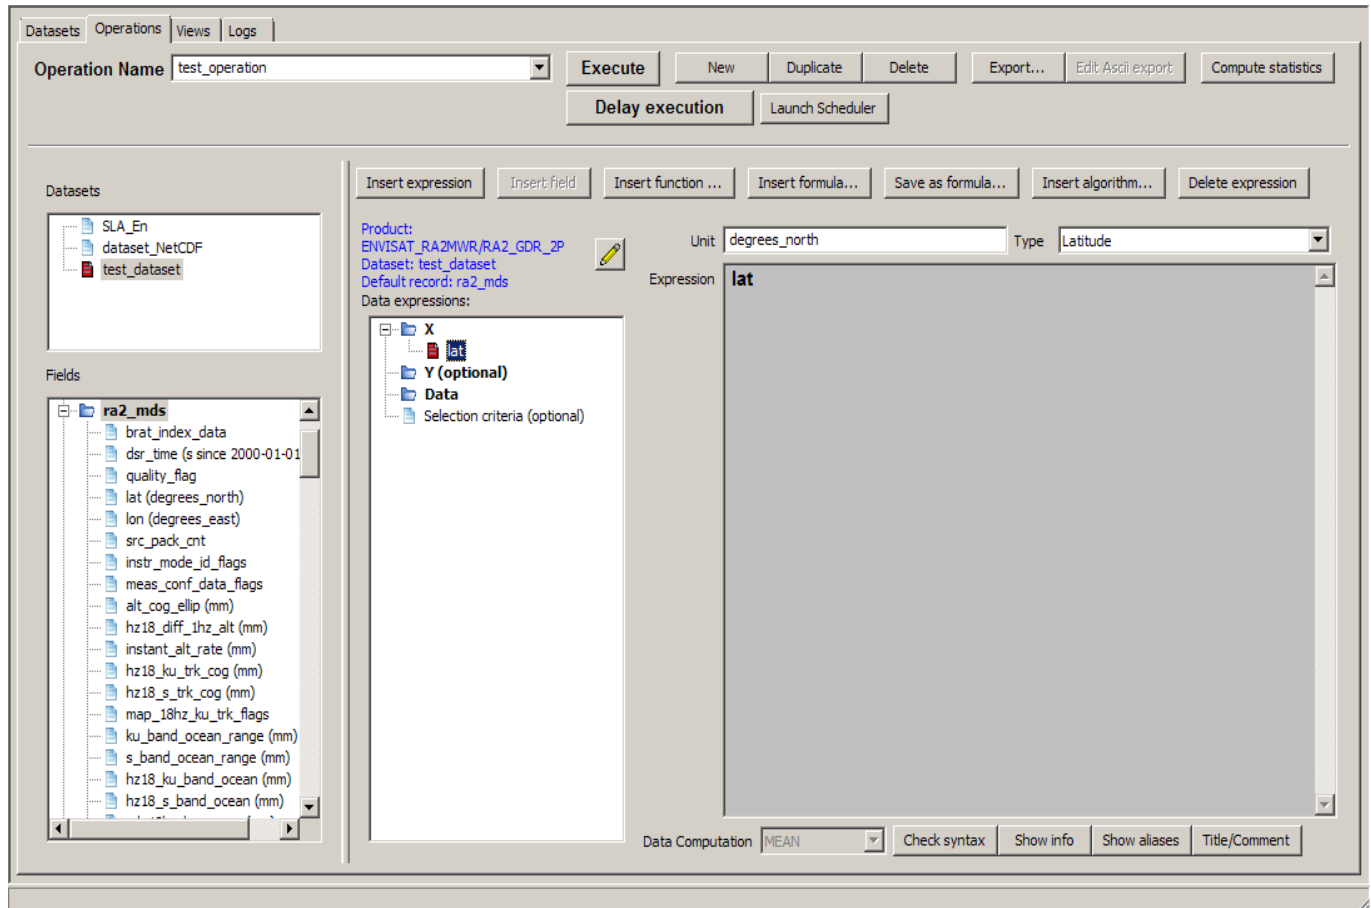 Datasets Operations Views Logs
Operation Name test_operation Execute New Duplicate Delete Export... Edit Ascii export Compute statistics
Delay execution Launch Scheduler
Datasets
SLA_En
dataset_NetCDF
test_dataset
Fields
ra2_mds
brat_index_data
dsr_time (s since 2000-01-01
quality_flag
lat (degrees_north)
lon (degrees_east)
src_pack_cnt
instr_mode_id_flags
meas_conf_data_flags
alt_cog_ellip (mm)
hz18_diff_1hz_alt (mm)
instant_alt_rate (mm)
hz18_ku_trk_cog (mm)
hz18_s_trk_cog (mm)
map_18hz_ku_trk_flags
ku_band_ocean_range (mm)
s_band_ocean_range (mm)
hz18_ku_band_ocean (mm)
hz18_s_band_ocean (mm)
Insert expression Insert field Insert function ... Insert formula... Save as formula... Insert algorithm... Delete expression
Product:
ENVISAT_RA2MWR/RA2_GDR_2P
Dataset: test_dataset
Default record: ra2_mds
Data expressions:
X
lat
Y (optional)
Data
Selection criteria (optional)
Unit degrees_north Type Latitude
Expression lat
Data Computation MEAN Check syntax Show info Show aliases Title/Comment